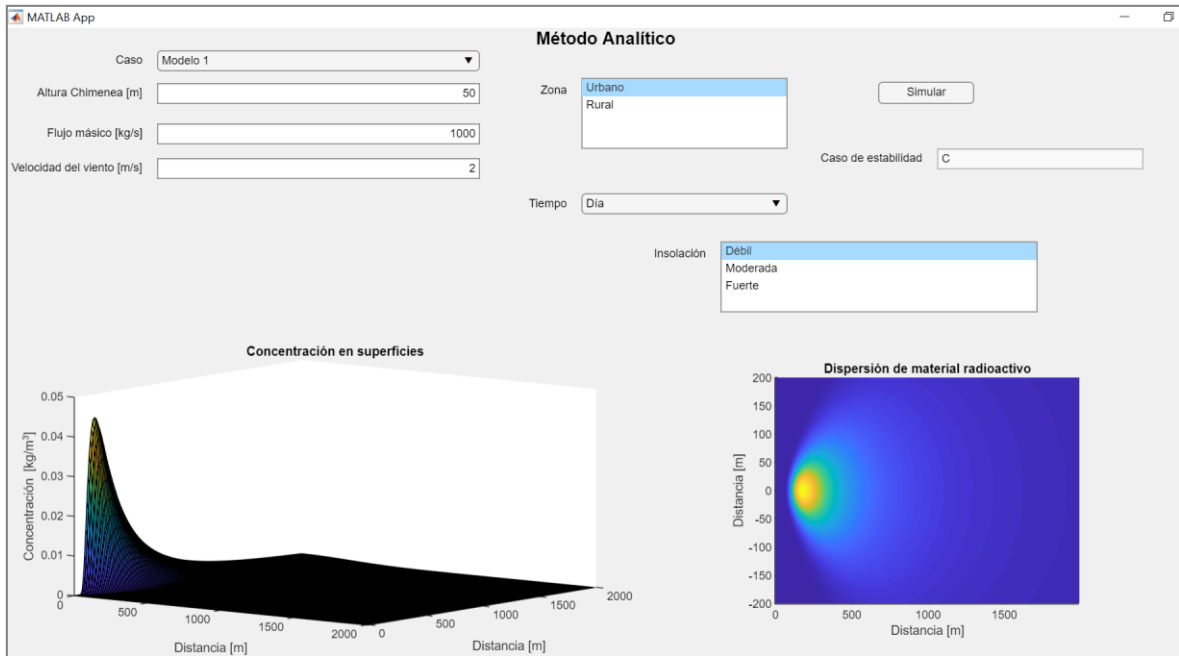 MATLAB App
Método Analítico
Caso
Modelo 1
Altura Chimenea [m]
50
Flujo másico [kg/s]
1000
Velocidad del viento [m/s]
2
Zona
Urbano
Rural
Simular
Caso de estabilidad
C
Tiempo
Día
Insolación
Débil
Moderada
Fuerte
Concentración en superficies
Concentración [kg/m³]
0.05
0.04
0.03
0.02
0.01
0
0
500
1000
1500
2000
Distancia [m]
0
500
1000
1500
2000
Distancia [m]
Dispersión de material radioactivo
Distancia [m]
200
150
100
50
0
-50
-100
-150
-200
0
500
1000
1500
Distancia [m]